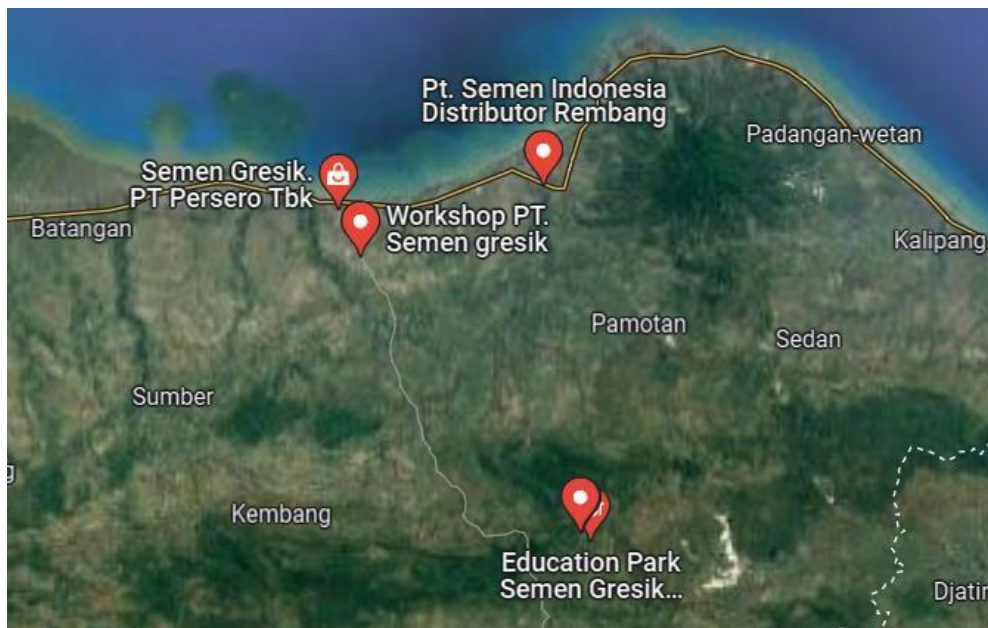 Pt. Semen Indonesia
Distributor Rembang
Padangan-wetan
Semen Gresik.
PT Persero Tbk
Workshop PT.
Semen gresik
Batangan
Kalipang
Pamotan
Sedan
Sumber
Kembang
Education Park
Semen Gresik...
Djatir